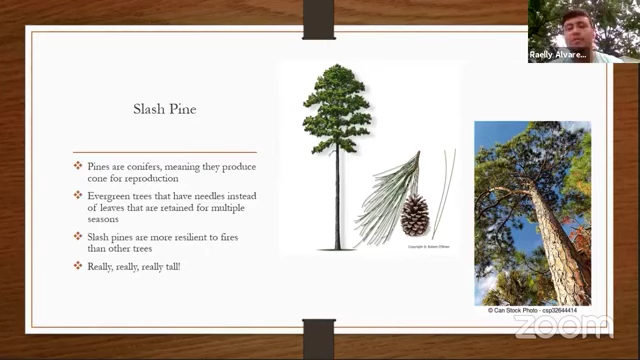 Raelly Alvare...
Slash Pine
Pines are conifers, meaning they produce
cone for reproduction
Evergreen trees that have needles instead
of leaves that are retained for multiple
seasons
Slash pines are more resilient to fires
than other trees
Really, really, really tall!
Copyright © Robert O'Brien
© Can Stock Photo - csp32644414
zoom